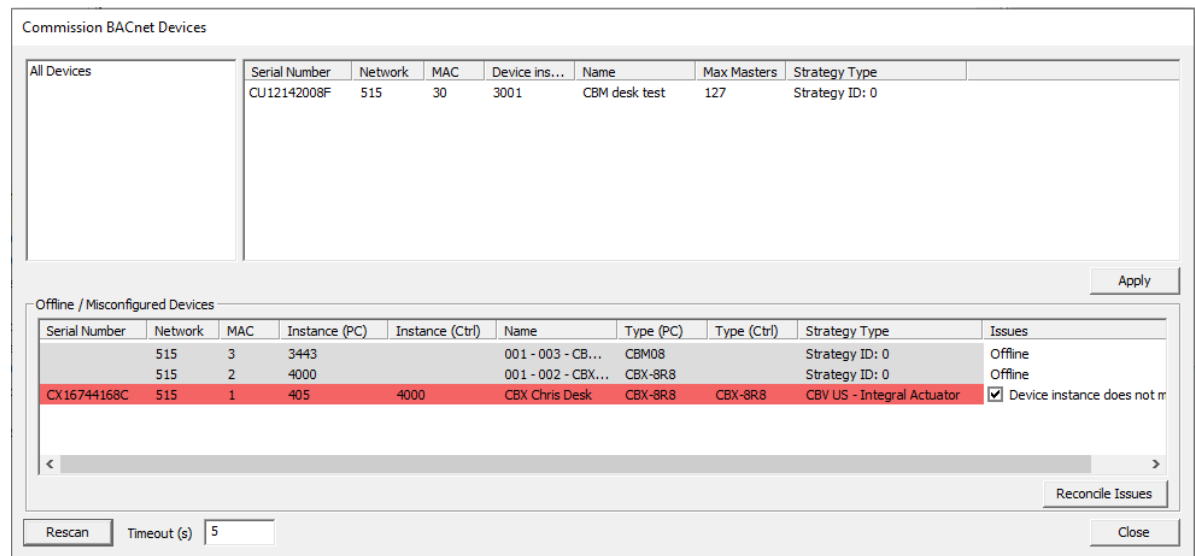 Commission BACnet Devices
All Devices
Serial Number Network MAC Device ins... Name Max Masters Strategy Type
CU12142008F 515 30 3001 CBM desk test 127 Strategy ID: 0
Apply
Offline / Misconfigured Devices
Serial Number Network MAC Instance (PC) Instance (Ctrl) Name Type (PC) Type (Ctrl) Strategy Type Issues
515 3 3443 001 - 003 - CB... CBM08 Strategy ID: 0 Offline
515 2 4000 001 - 002 - CBX... CBX-8R8 Strategy ID: 0 Offline
CX16744168C 515 1 405 4000 CBX Chris Desk CBX-8R8 CBX-8R8 CBV US - Integral Actuator Device instance does not m
Reconcile Issues
Rescan Timeout (s) 5 Close